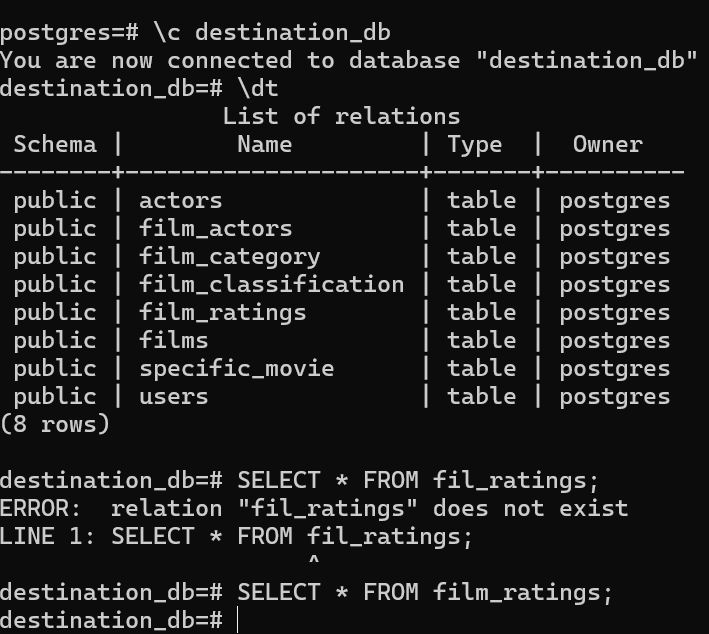 postgres=# \c destination_db
You are now connected to database "destination_db"
destination_db=# \dt
                List of relations
 Schema |        Name         | Type  |  Owner
--------+---------------------+-------+----------
 public | actors              | table | postgres
 public | film_actors         | table | postgres
 public | film_category       | table | postgres
 public | film_classification | table | postgres
 public | film_ratings        | table | postgres
 public | films               | table | postgres
 public | specific_movie      | table | postgres
 public | users               | table | postgres
(8 rows)
destination_db=# SELECT * FROM fil_ratings;
ERROR:  relation "fil_ratings" does not exist
LINE 1: SELECT * FROM fil_ratings;
                      ^
destination_db=# SELECT * FROM film_ratings;
destination_db=#